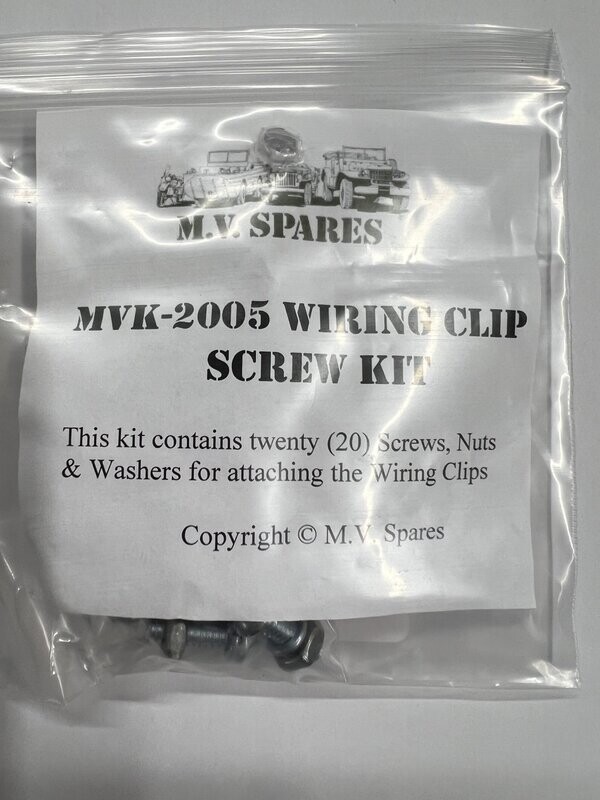 M.V. SPARES
MVK-2005 WIRING CLIP
SCREW KIT
This kit contains twenty (20) Screws, Nuts
& Washers for attaching the Wiring Clips
Copyright © M.V. Spares